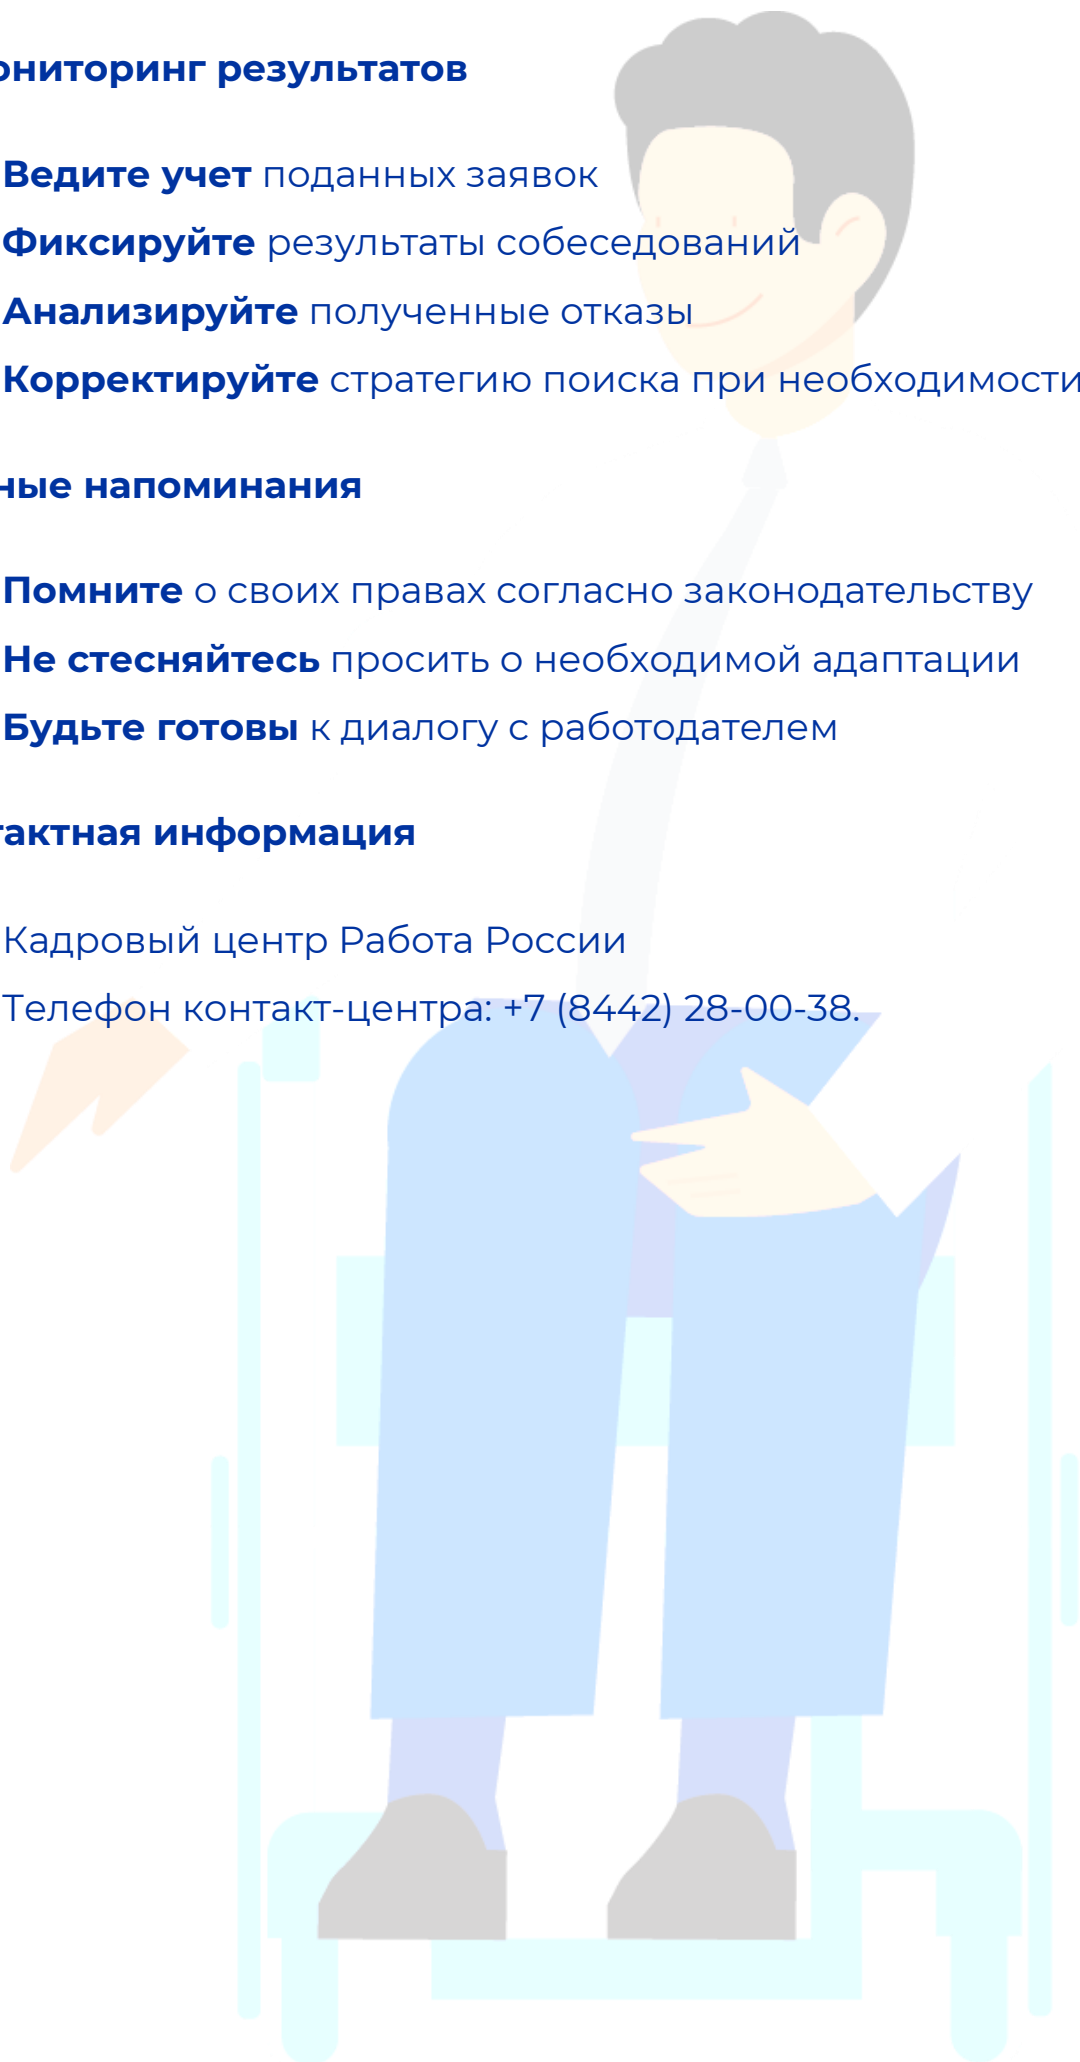 ониторинг результатов
Ведите учет поданных заявок
Фиксируйте результаты собеседований
Анализируйте полученные отказы
Корректируйте стратегию поиска при необходимости
ные напоминания
Помните о своих правах согласно законодательству
Не стесняйтесь просить о необходимой адаптации
Будьте готовы к диалогу с работодателем
тактная информация
Кадровый центр Работа России
Телефон контакт-центра: +7 (8442) 28-00-38.